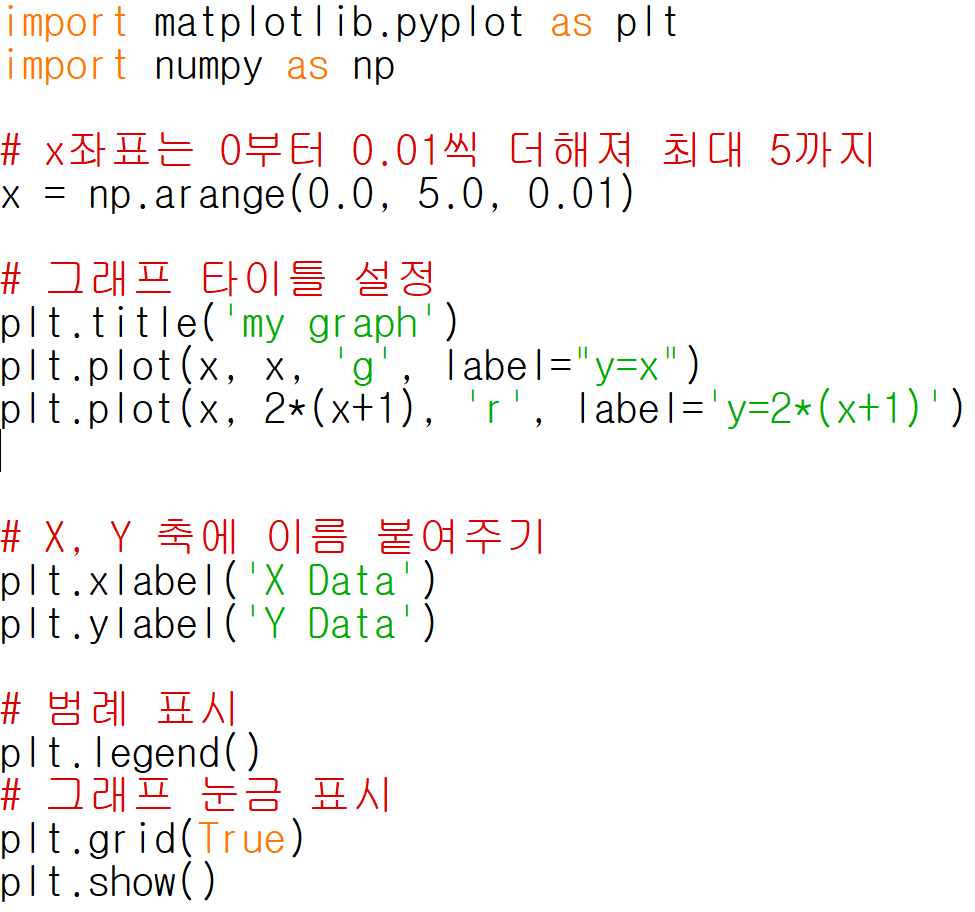 import matplotlib.pyplot as plt
import numpy as np
# x좌표는 0부터 0.01씩 더해져 최대 5까지
x = np.arange(0.0, 5.0, 0.01)
# 그래프 타이틀 설정
plt.title('my graph')
plt.plot(x, x, 'g', label="y=x")
plt.plot(x, 2*(x+1), 'r', label='y=2*(x+1)')
# X, Y 축에 이름 붙여주기
plt.xlabel('X Data')
plt.ylabel('Y Data')
# 범례 표시
plt.legend()
# 그래프 눈금 표시
plt.grid(True)
plt.show()